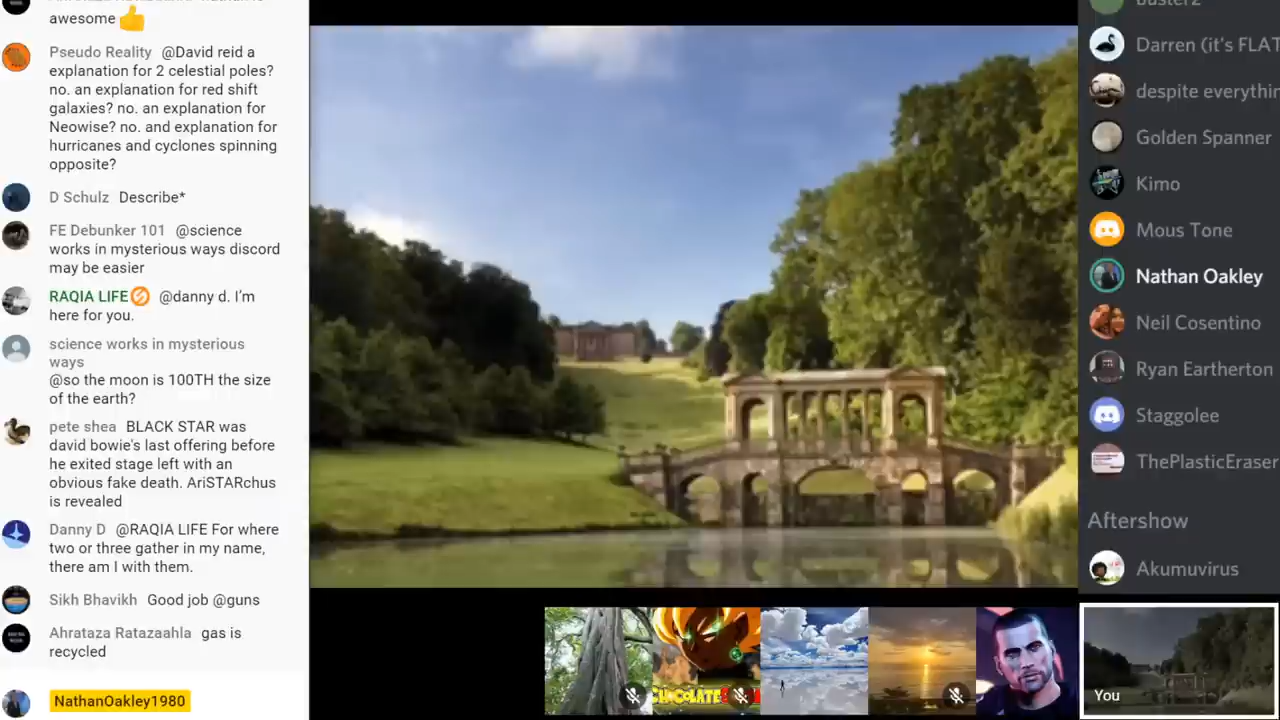 awesome
Pseudo Reality @David reid a
explanation for 2 celestial poles?
no. an explanation for red shift
galaxies? no. an explanation for
Neowise? no. and explanation for
hurricanes and cyclones spinning
opposite?
D Schulz Describe*
FE Debunker 101 @science
works in mysterious ways discord
may be easier
RAQIA LIFE @danny d. I'm
here for you.
science works in mysterious
ways
@so the moon is 100TH the size
of the earth?
pete shea BLACK STAR was
david bowie's last offering before
he exited stage left with an
obvious fake death. AriSTARchus
is revealed
Danny D @RAQIA LIFE For where
two or three gather in my name,
there am I with them.
Sikh Bhavikh Good job @guns
Ahrataza Ratazaahla gas is
recycled
NathanOakley1980
You
Darren (it's FLAT
despite everythin
Golden Spanner
Kimo
Mous Tone
Nathan Oakley
Neil Cosentino
Ryan Eartherton
Staggolee
ThePlasticEraser
Aftershow
Akumuvirus